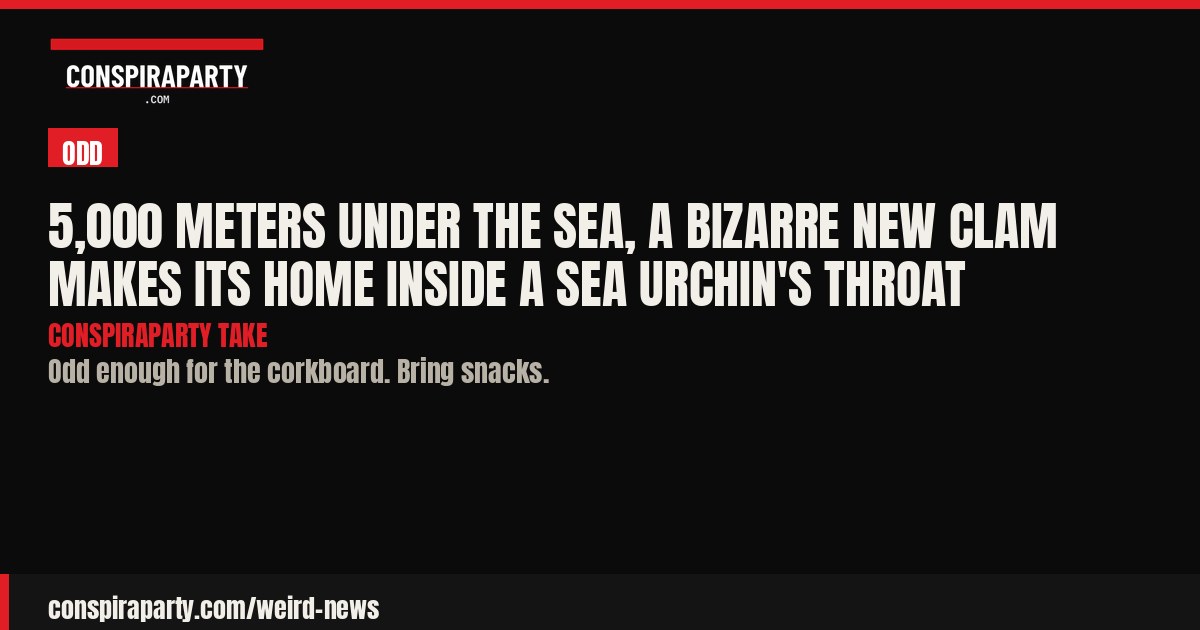 CONSPIRAPARTY
.COM
ODD
5,000 METERS UNDER THE SEA, A BIZARRE NEW CLAM
MAKES ITS HOME INSIDE A SEA URCHIN'S THROAT
CONSPIRAPARTY TAKE
Odd enough for the corkboard. Bring snacks.
conspiraparty.com/weird-news